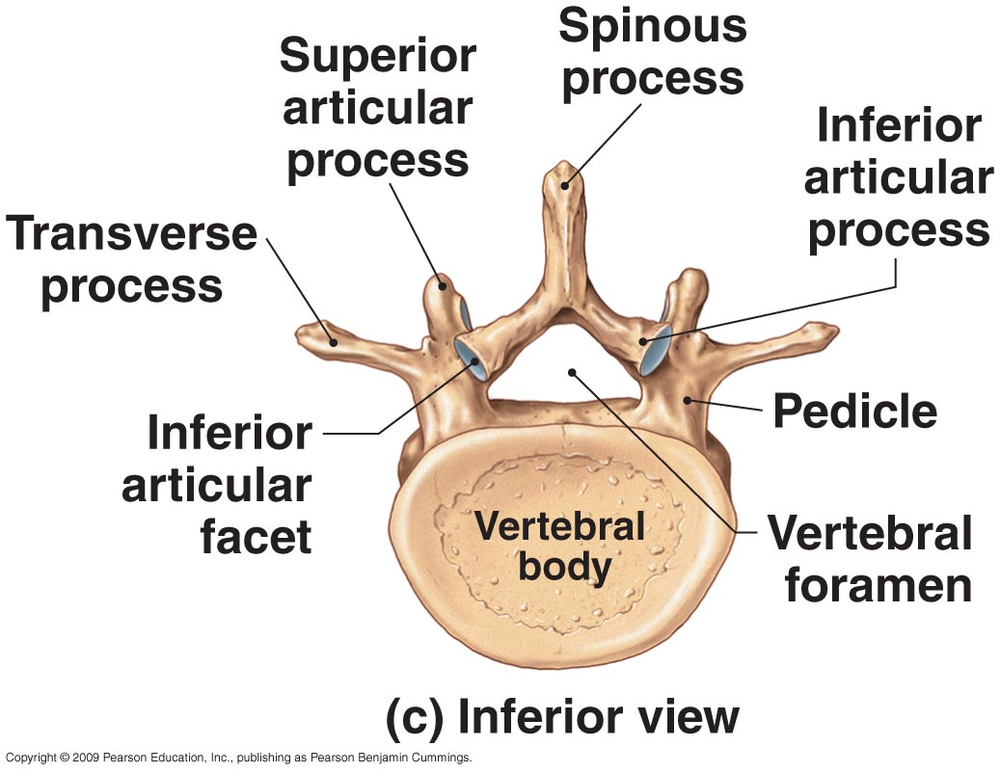 Spinous
process
Superior
articular
process
Inferior
articular
process
Transverse
process
Inferior
articular
facet
Pedicle
Vertebral
body
Vertebral
foramen
(c) Inferior view
Copyright © 2009 Pearson Education, Inc., publishing as Pearson Benjamin Cummings.